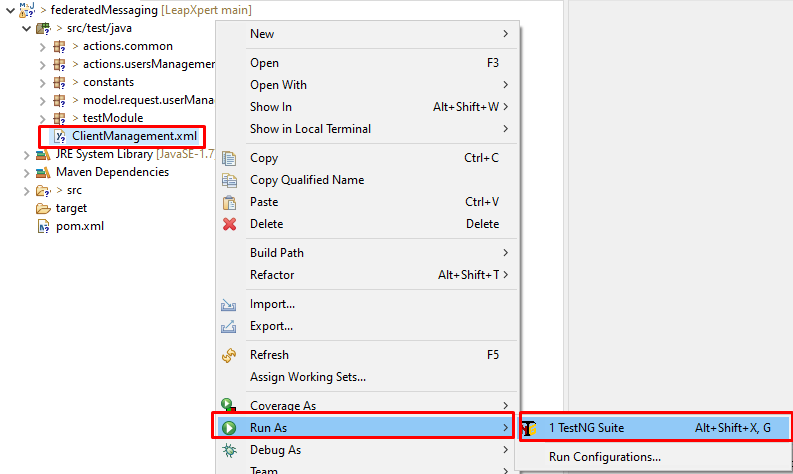 > federatedMessaging [LeapXpert main]
> src/test/java
> actions.common
> actions.usersManagemen
> constants
> model.request.userMana
> testModule
ClientManagement.xml
JRE System Library [JavaSE-1.7
Maven Dependencies
> src
target
pom.xml
New
Open F3
Open With
Show In Alt+Shift+W
Show in Local Terminal
Copy Ctrl+C
Copy Qualified Name
Paste Ctrl+V
Delete Delete
Build Path
Refactor Alt+Shift+T
Import...
Export...
Refresh F5
Assign Working Sets...
Coverage As
Run As
Debug As
Team
1 TestNG Suite Alt+Shift+X, G
Run Configurations...